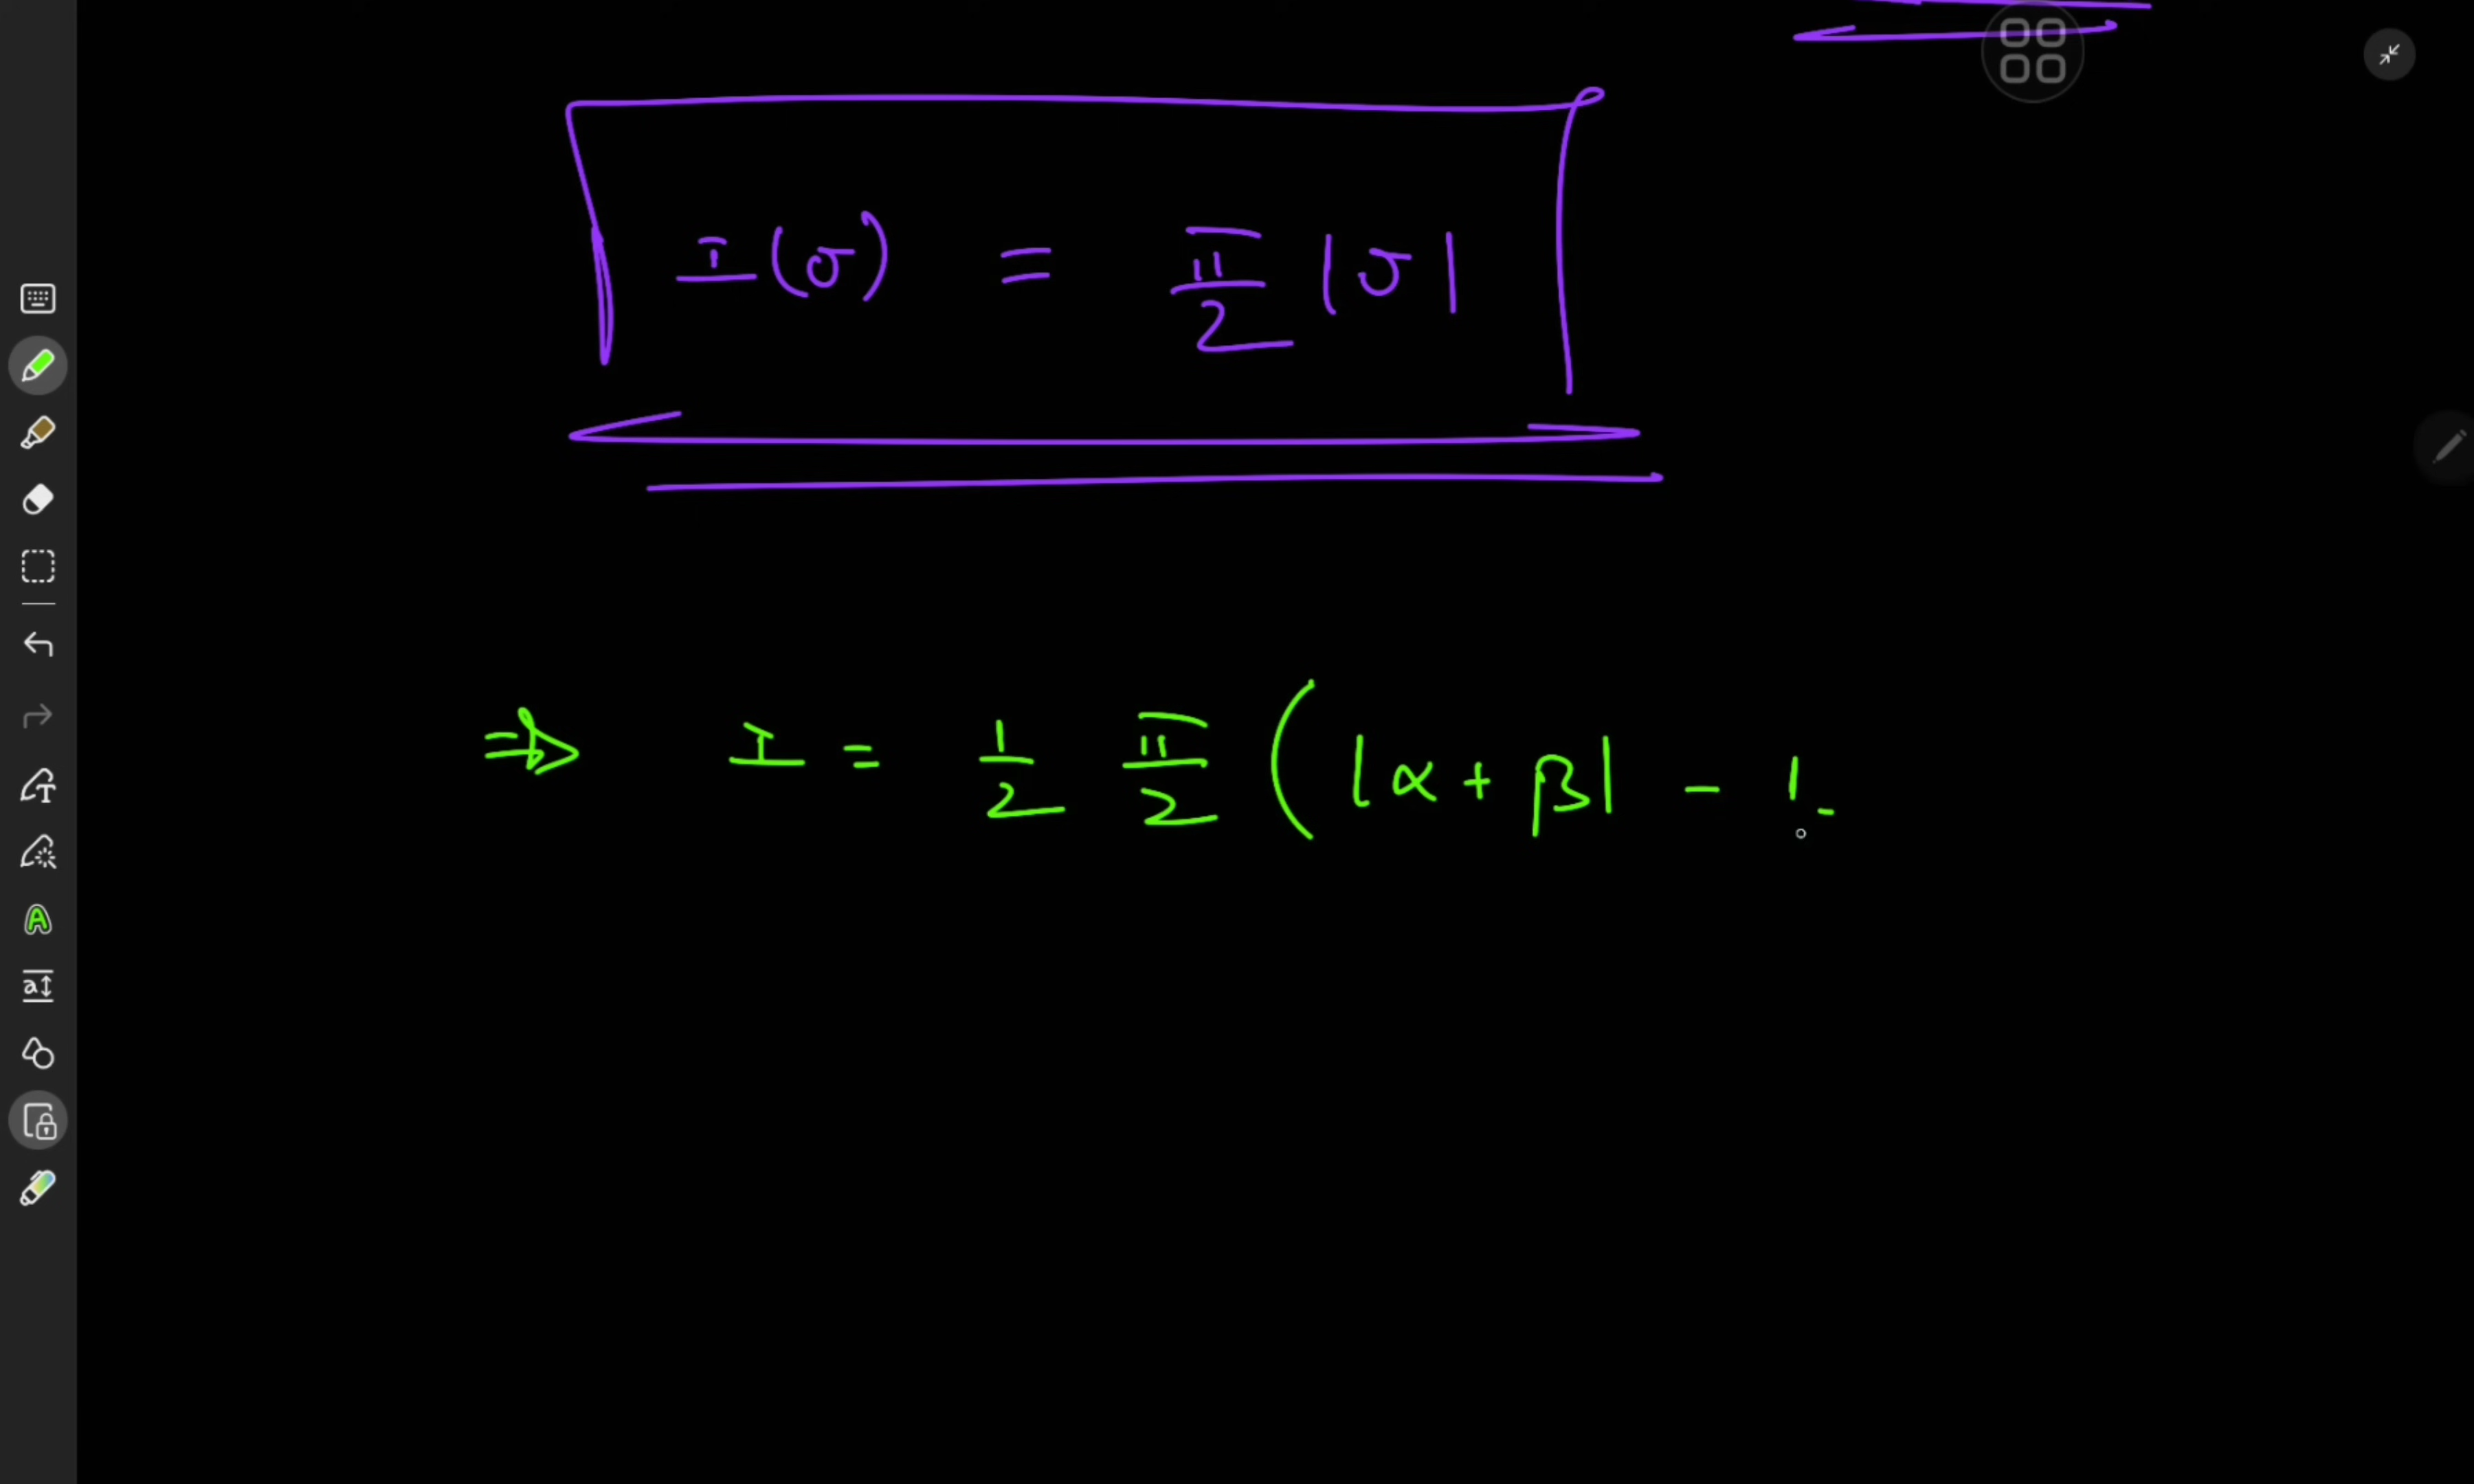 I(σ) = π/2 |σ|
⇒ I = 1/2 π/2 ( |α + β| - |